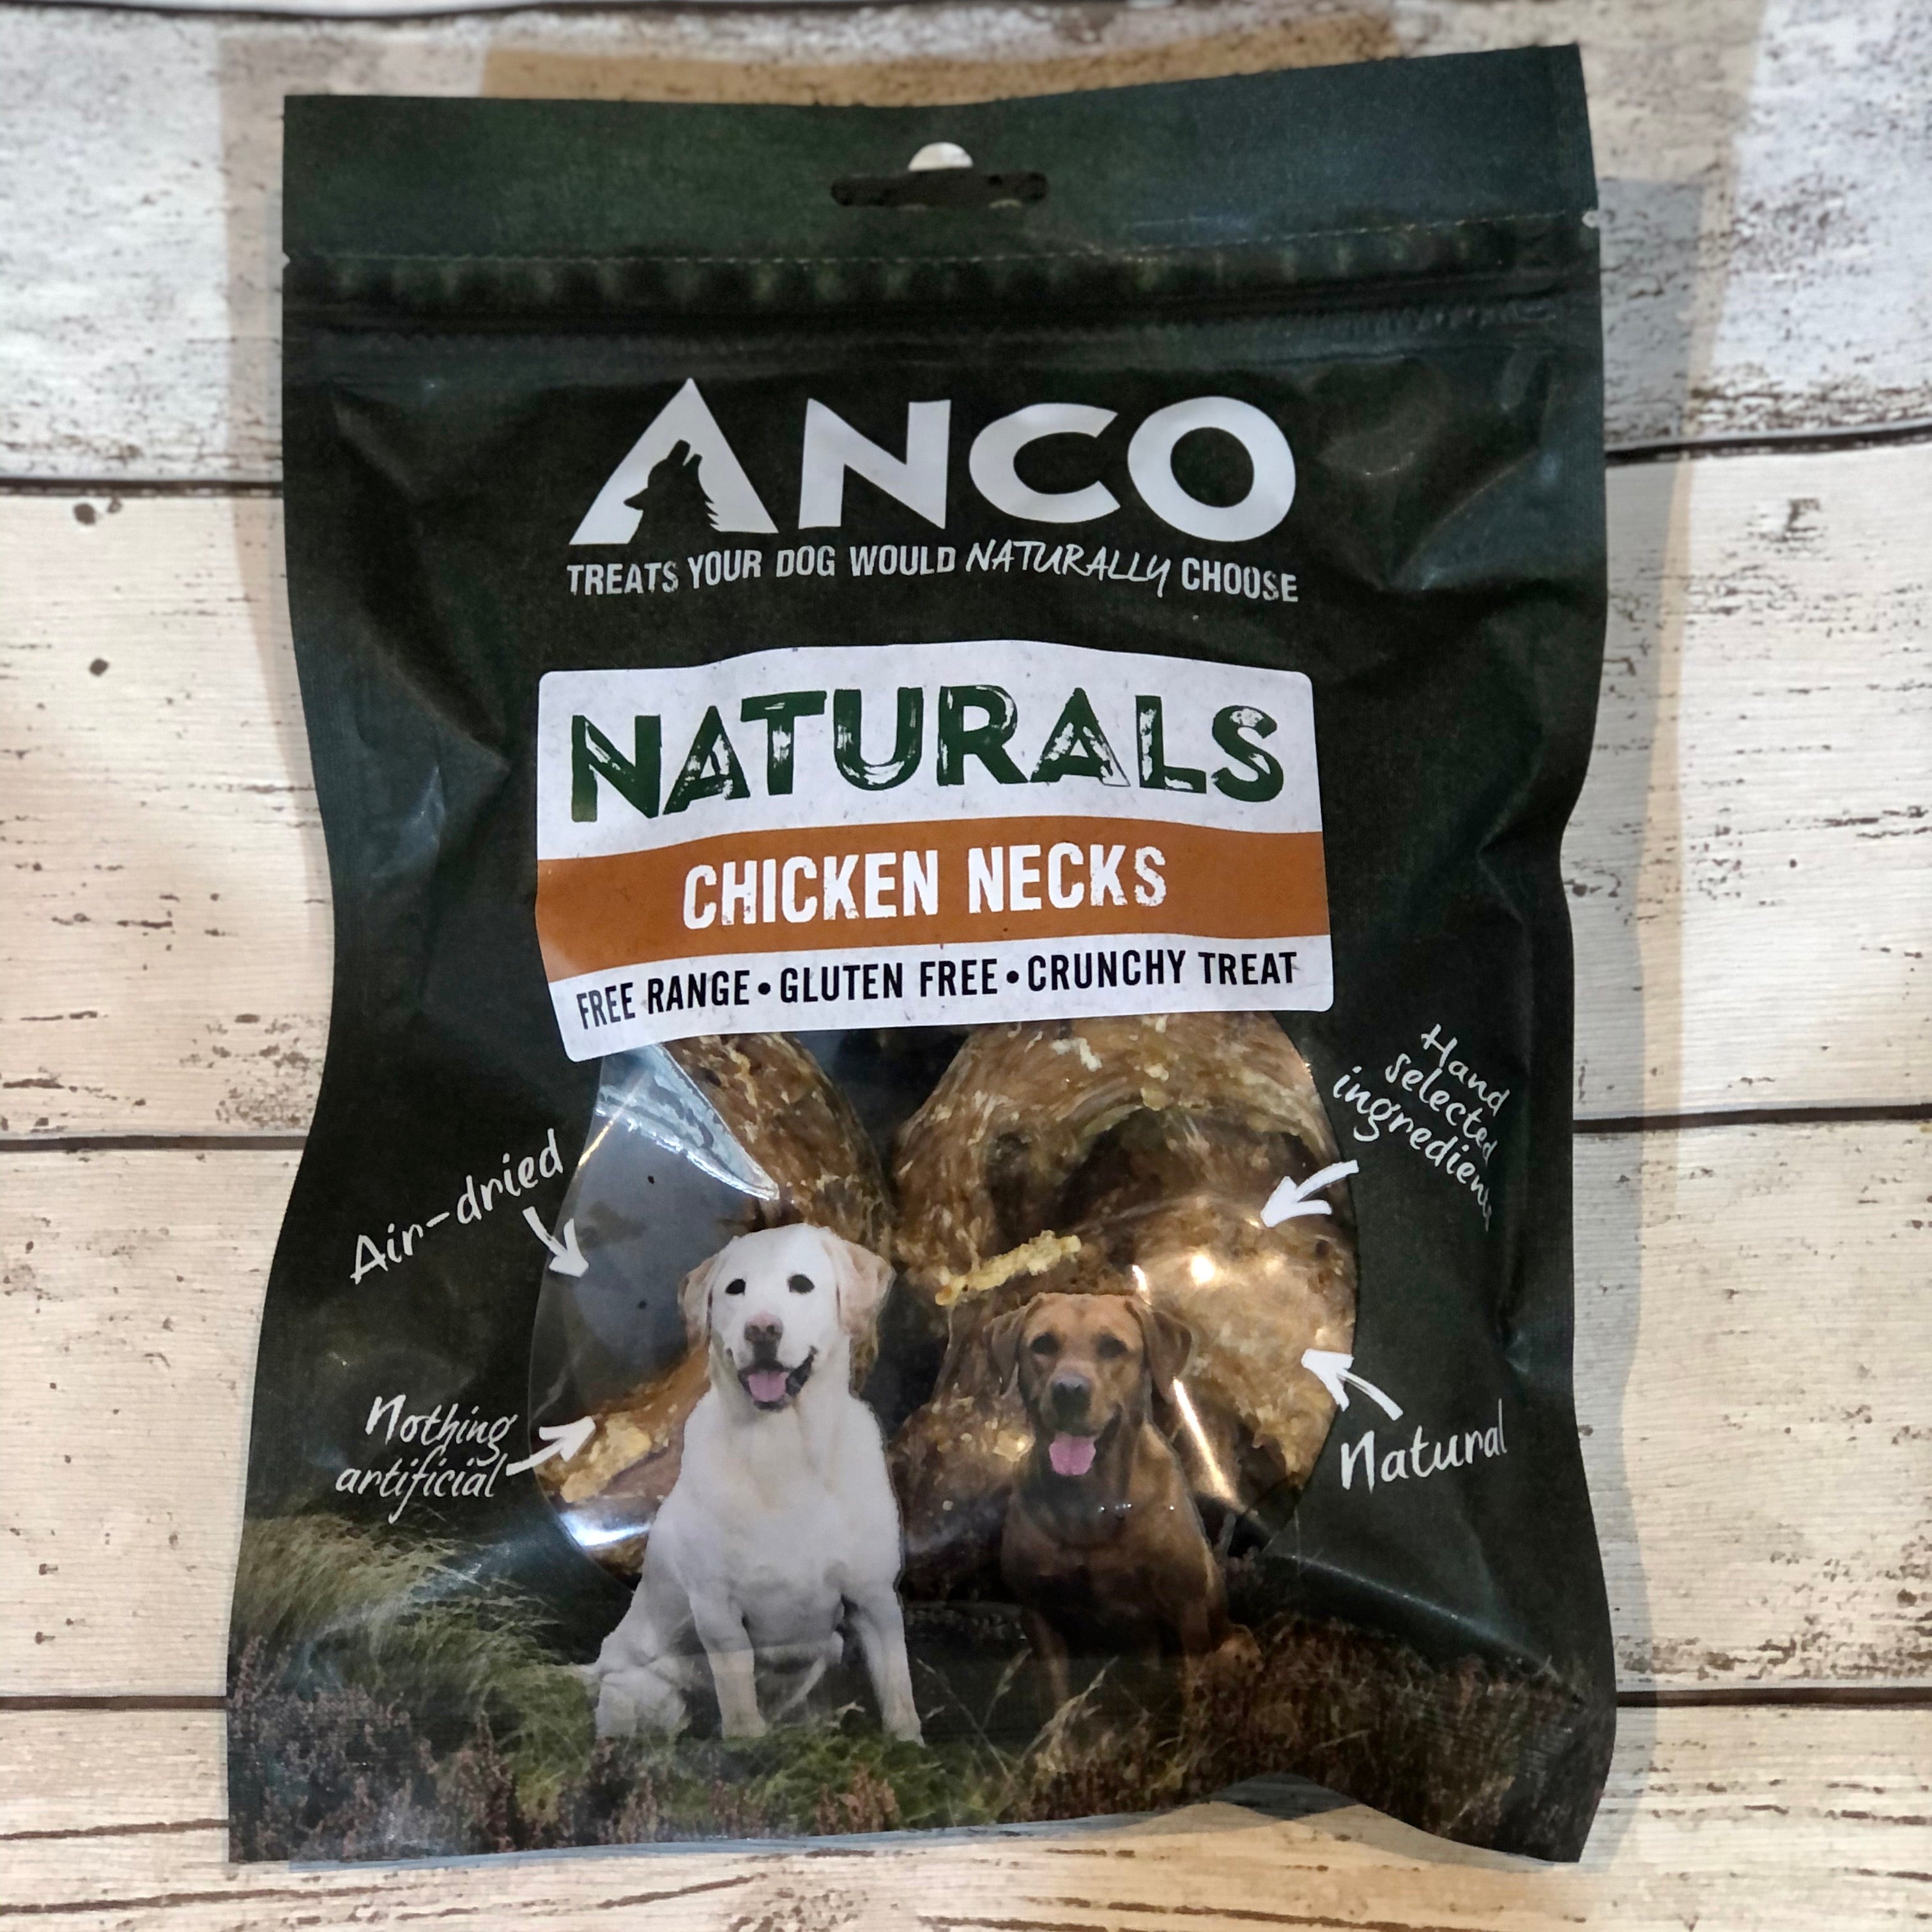 ANCO
TREATS YOUR DOG WOULD NATURALLY CHOOSE
NATURALS
CHICKEN NECKS
FREE RANGE • GLUTEN FREE • CRUNCHY TREAT
Hand
selected
ingredients
Air-dried
Nothing
artificial
Natural